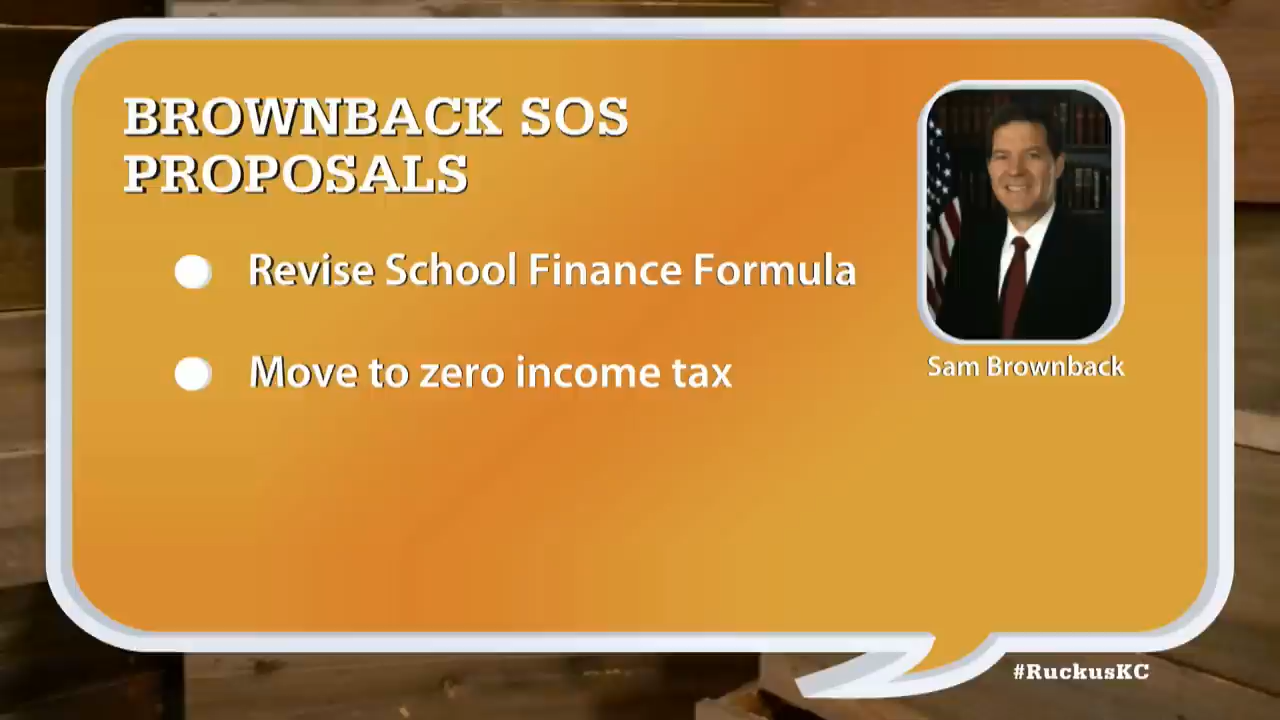 BROWNBACK SOS
PROPOSALS
Revise School Finance Formula
Move to zero income tax
Sam Brownback
#RuckusKC